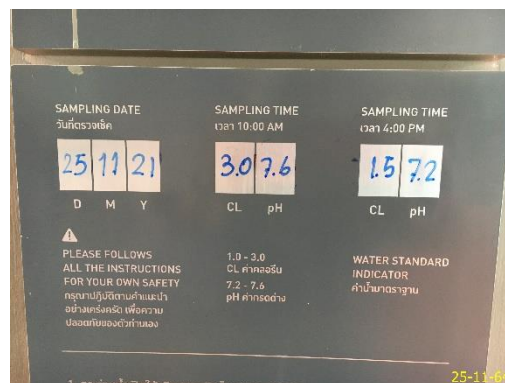 SAMPLING DATE
วันที่ตรวจเช็ค
25 11 21
D M Y
SAMPLING TIME
เวลา 10:00 AM
3.0 7.6
CL pH
SAMPLING TIME
เวลา 4:00 PM
1.5 7.2
CL pH
PLEASE FOLLOWS
ALL THE INSTRUCTIONS
FOR YOUR OWN SAFETY
กรุณาปฏิบัติตามคำแนะนำ
อย่างเคร่งครัด เพื่อความ
ปลอดภัยของตัวท่านเอง
1.0 - 3.0
CL ค่าคลอรีน
7.2 - 7.6
pH ค่ากรดด่าง
WATER STANDARD
INDICATOR
ค่าน้ำมาตราฐาน
25-11-64